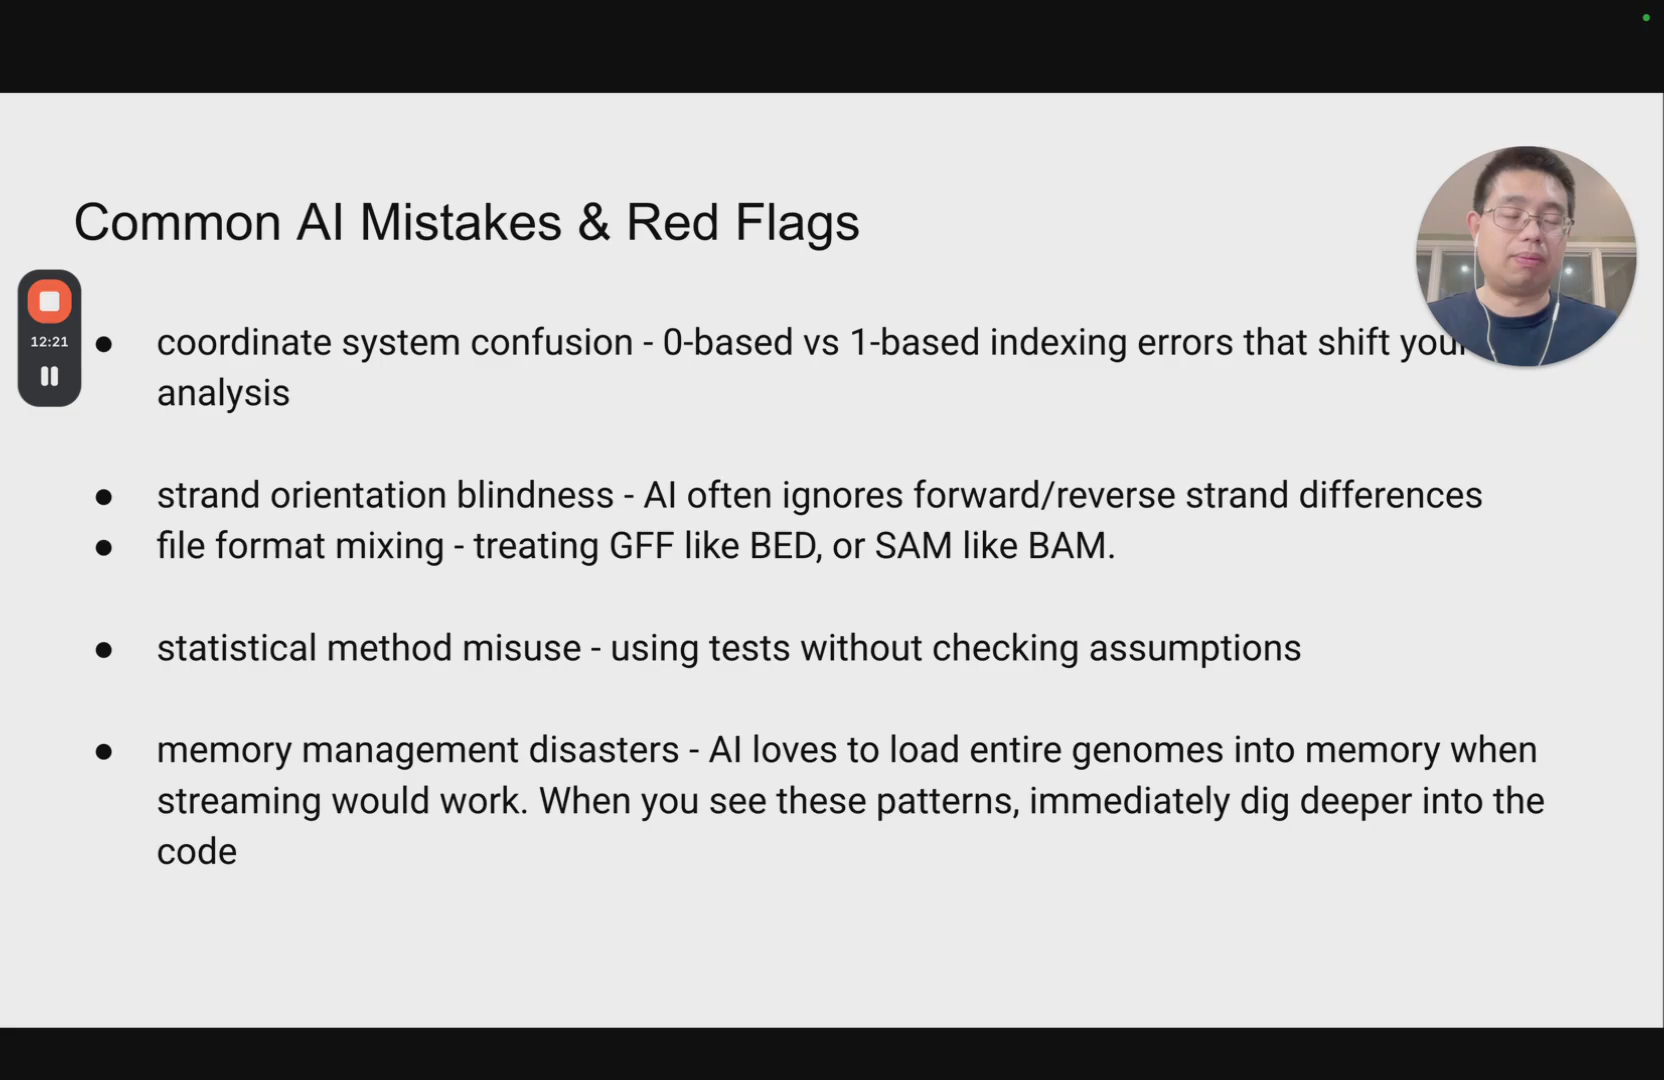 Common AI Mistakes & Red Flags
12:21
● coordinate system confusion - 0-based vs 1-based indexing errors that shift your
analysis
● strand orientation blindness - AI often ignores forward/reverse strand differences
● file format mixing - treating GFF like BED, or SAM like BAM.
● statistical method misuse - using tests without checking assumptions
● memory management disasters - AI loves to load entire genomes into memory when
streaming would work. When you see these patterns, immediately dig deeper into the
code